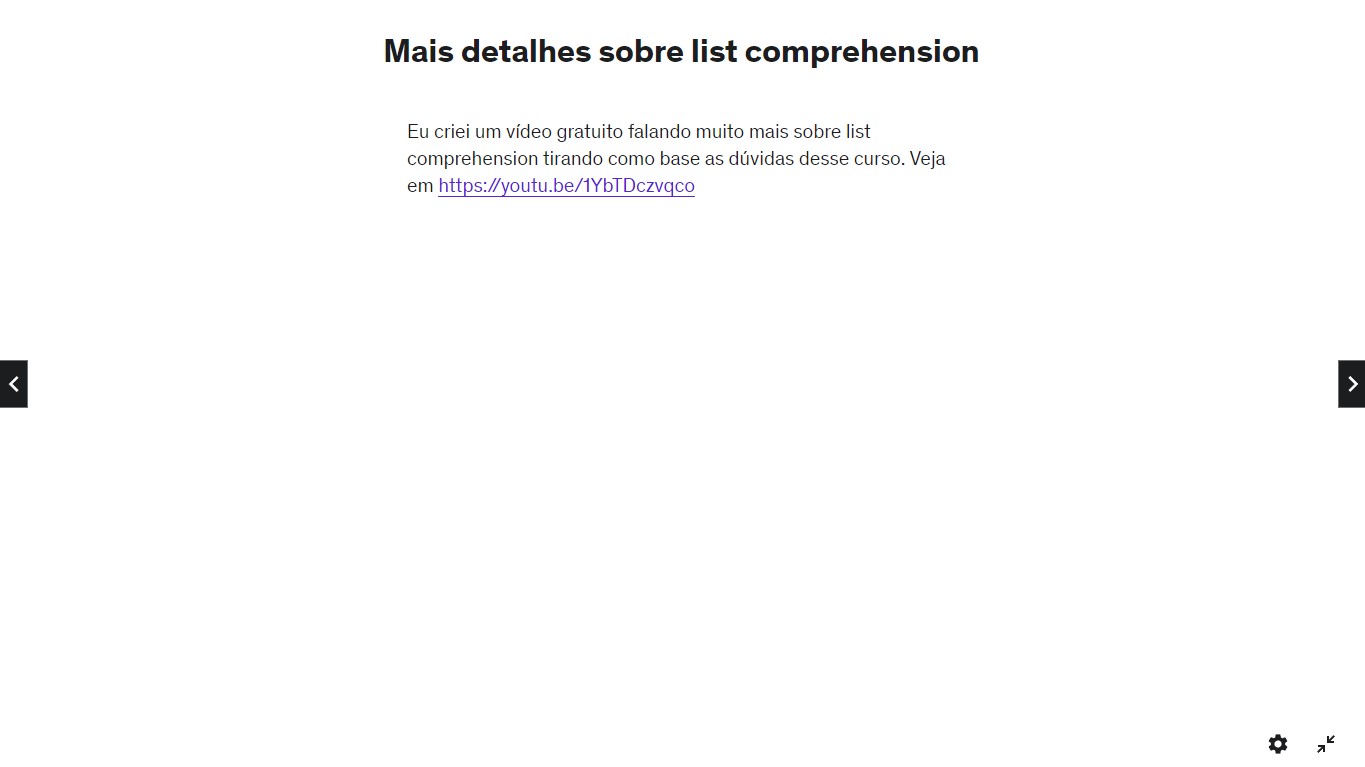 Mais detalhes sobre list comprehension
Eu criei um vídeo gratuito falando muito mais sobre list
comprehension tirando como base as dúvidas desse curso. Veja
em https://youtu.be/1YbTDczvqco